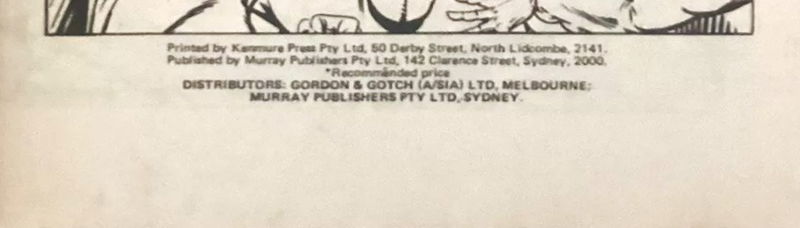 Printed by Kenmure Press Pty Ltd, 50 Derby Street, North Lidcombe, 2141.
Published by Murray Publishers Pty Ltd, 142 Clarence Street, Sydney, 2000.
*Recommended price
DISTRIBUTORS: GORDON & GOTCH (A/SIA) LTD, MELBOURNE;
MURRAY PUBLISHERS PTY LTD, SYDNEY.